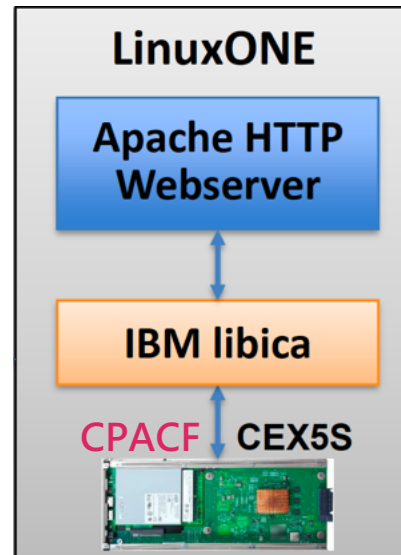 LinuxONE
Apache HTTP
Webserver
IBM libica
CPACF CEX5S